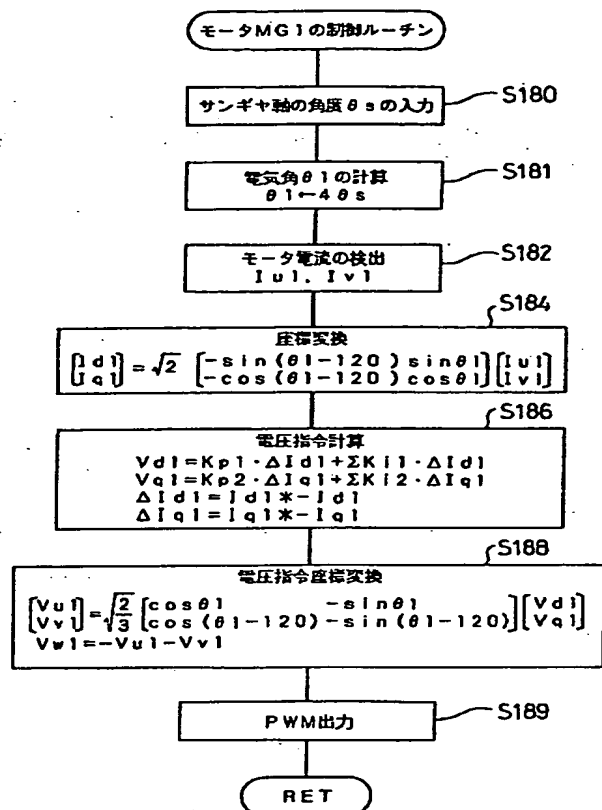 モータMG1の制御ルーチン
サンギヤ軸の角度θsの入力
S180
電気角θ1の計算
θ1←4θs
S181
モータ電流の検出
Iu1, Iv1
S182
S184
座標変換
[Id1 Iq1] = √2 [-sin(θ1-120) sinθ1 -cos(θ1-120) cosθ1] [Iu1 Iv1]
S186
電圧指令計算
Vd1=Kp1・ΔId1+ΣKi1・ΔId1
Vq1=Kp2・ΔIq1+ΣKi2・ΔIq1
ΔId1=Id1*-Id1
ΔIq1=Iq1*-Iq1
S188
電圧指令座標変換
[Vu1 Vv1] = √2/3 [cosθ1 -sinθ1 cos(θ1-120) -sin(θ1-120)] [Vd1 Vq1]
Vw1=-Vu1-Vv1
PWM出力
S189
RET